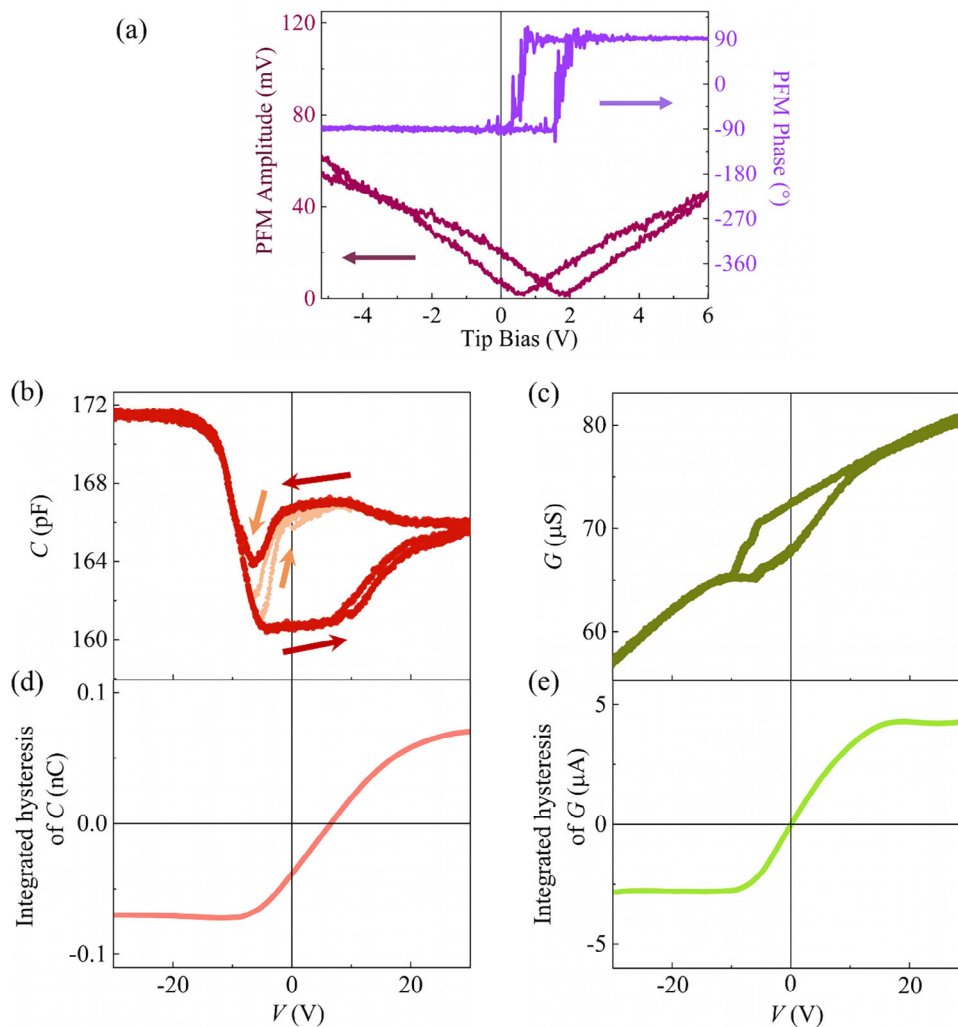 (a)
120
80
40
0
PFM Amplitude (mV)
90
0
-90
-180
-270
-360
PFM Phase (°)
-4
-2
0
2
4
6
Tip Bias (V)
(b)
172
168
164
160
C (pF)
(c)
80
70
60
G (μS)
(d)
0.1
0.0
-0.1
Integrated hysteresis
of C (nC)
-20
0
20
V (V)
(e)
5
0
-5
Integrated hysteresis
of G (μA)
-20
0
20
V (V)